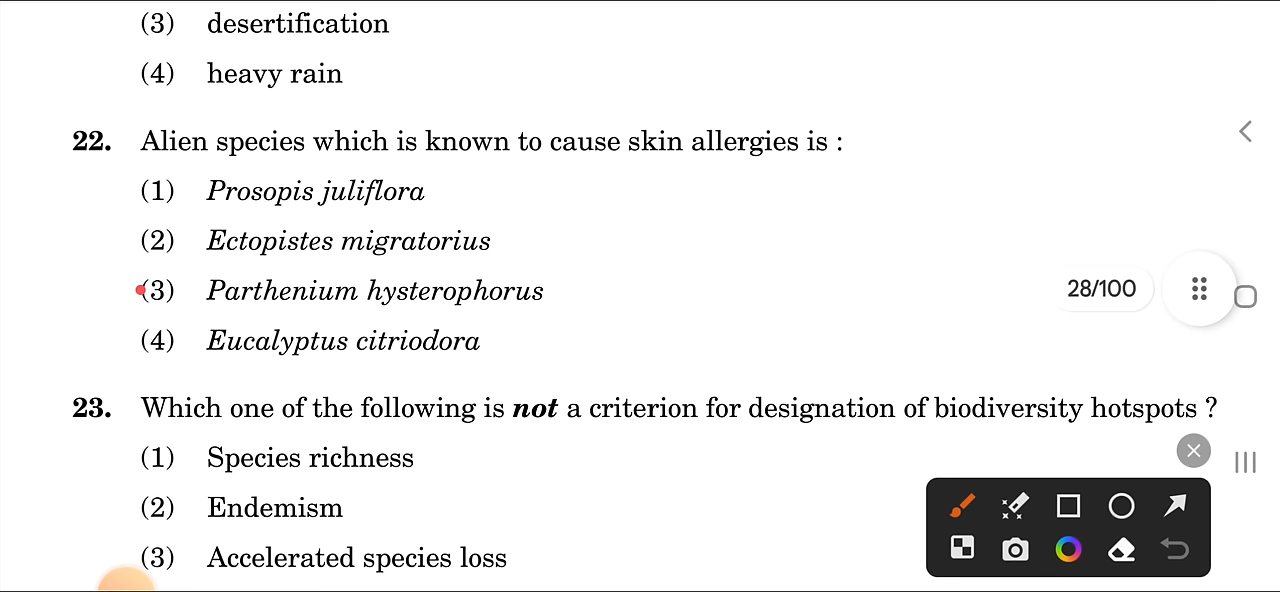 (3) desertification
(4) heavy rain
22. Alien species which is known to cause skin allergies is :
(1) Prosopis juliflora
(2) Ectopistes migratorius
(3) Parthenium hysterophorus
28/100
(4) Eucalyptus citriodora
23. Which one of the following is not a criterion for designation of biodiversity hotspots ?
(1) Species richness
(2) Endemism
(3) Accelerated species loss